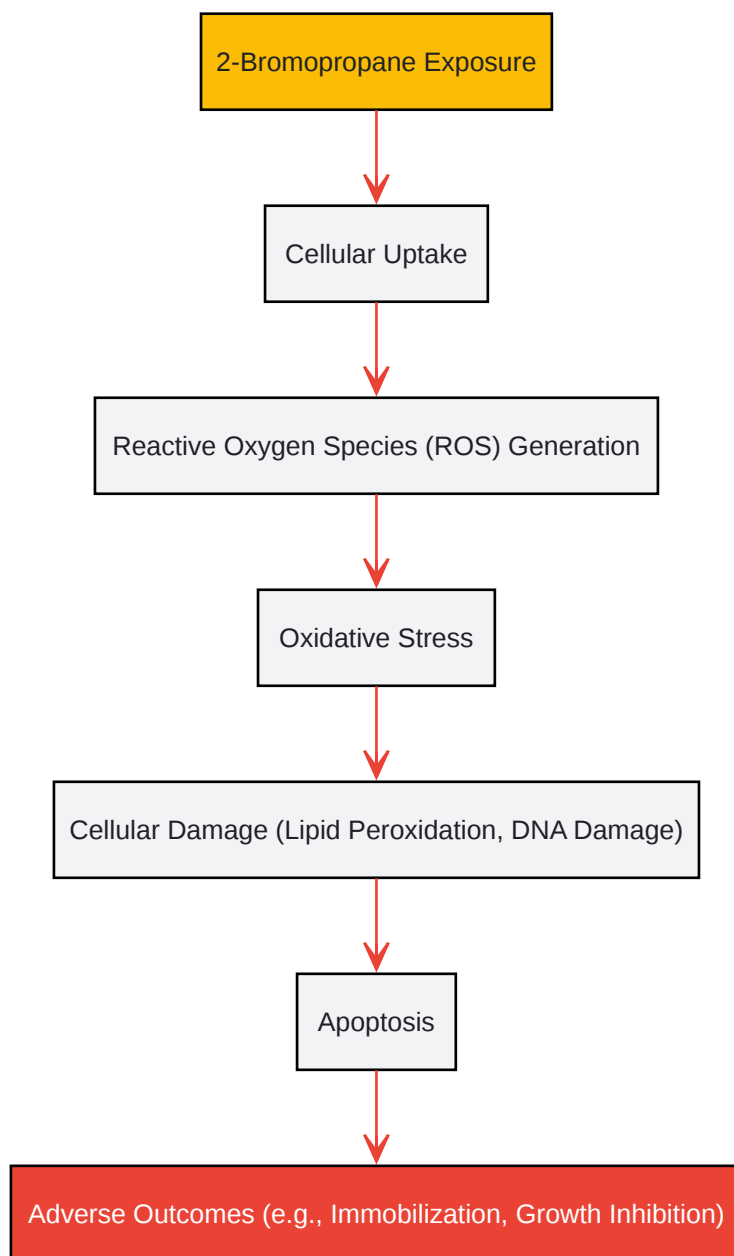 2-Bromopropane Exposure
Cellular Uptake
Reactive Oxygen Species (ROS) Generation
Oxidative Stress
Cellular Damage (Lipid Peroxidation, DNA Damage)
Apoptosis
Adverse Outcomes (e.g., Immobilization, Growth Inhibition)